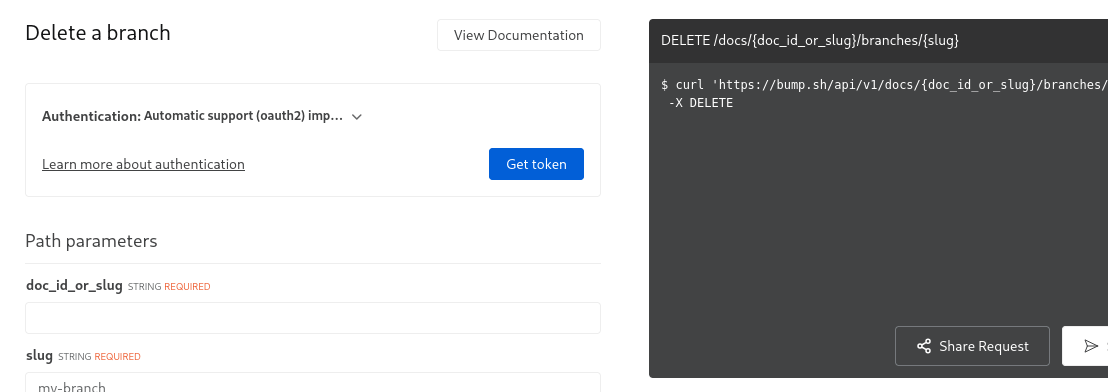 Delete a branch
View Documentation
Authentication: Automatic support (oauth2) imp...
Learn more about authentication
Get token
Path parameters
doc_id_or_slug STRING REQUIRED
slug STRING REQUIRED
my-branch
DELETE /docs/{doc_id_or_slug}/branches/{slug}
$ curl 'https://bump.sh/api/v1/docs/{doc_id_or_slug}/branches/
-X DELETE
Share Request